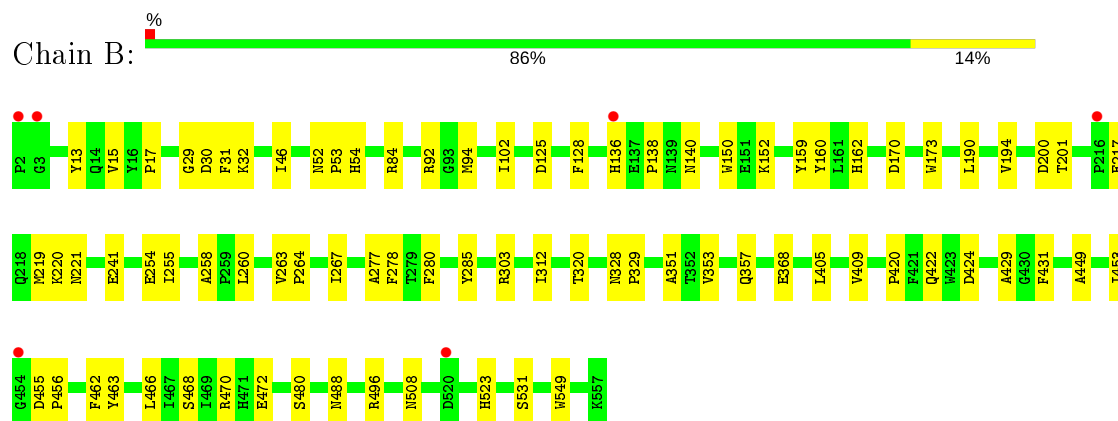 %
Chain B:
86% 14%
P2 G3 Y13 Q14 V15 Y16 P17 G29 D30 F31 K32 I46 N52 P53 H54 R84 R92 G93 M94 I102 D125 F128 H136 E137 P138 N139 N140 W150 E151 K152 Y159 Y160 L161 H162 D170 W173 L190 V194 D200 T201 P216 E217
Q218 M219 K220 N221 E241 E254 I255 A258 P259 L260 V263 P264 I267 A277 F278 T279 F280 Y285 R303 I312 T320 N328 P329 A351 T352 V353 Q357 E368 L405 V409 P420 F421 Q422 W423 D424 A429 G430 F431 A449 I453
G454 D455 P456 F462 Y463 L466 I467 S468 I469 R470 H471 E472 S480 N488 R496 N508 D520 H523 S531 W549 K557